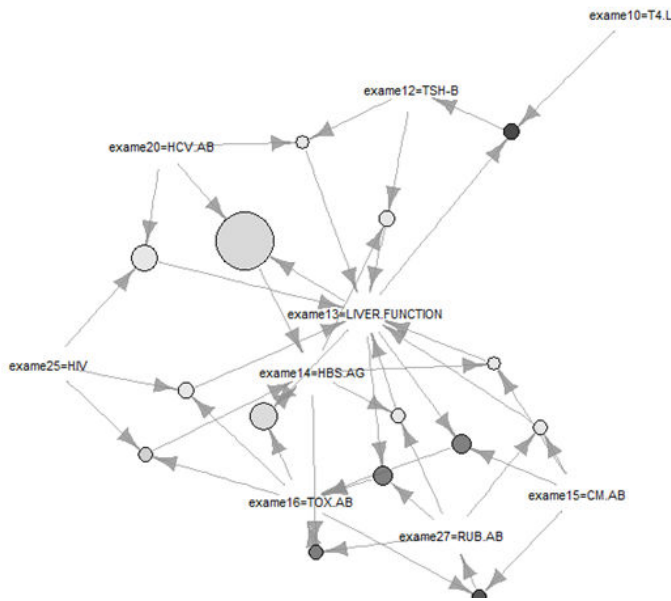 exame10=T4.L
exame12=TSH-B
exame20=HCV.AB
exame13=LIVER.FUNCTION
exame25=HIV
exame14=HBS.AG
exame16=TOX.AB
exame15=CM.AB
exame27=RUB.AB